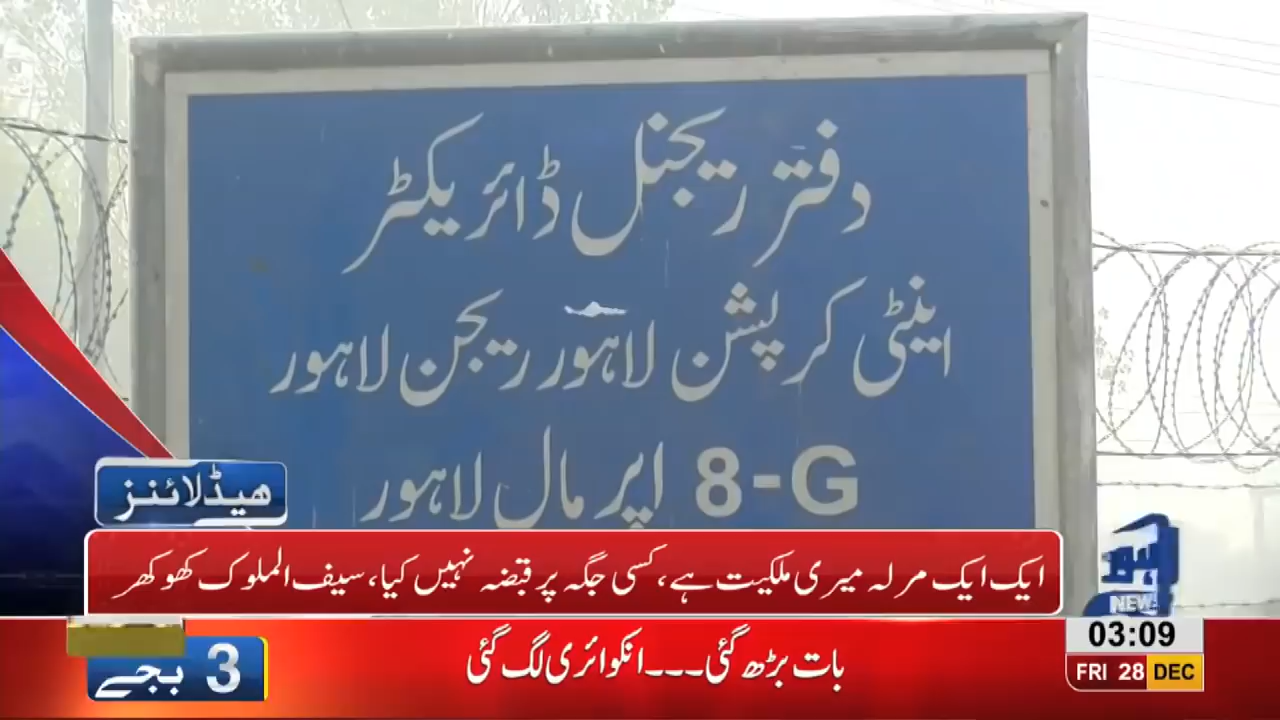 دفتر ریجنل ڈائریکٹر
اینٹی کرپشن لاہور ریجن لاہور
8-G اپر مال لاہور
ھیڈلائنز
ایک ایک مرلہ میری ملکیت ہے، کسی جگہ پر قبضہ نہیں کیا، سیف الملوک کھوکھر
NEWS
بات بڑھ گئی ۔۔۔ انکوائری لگ گئی
3 بجے
03:09
FRI 28 DEC